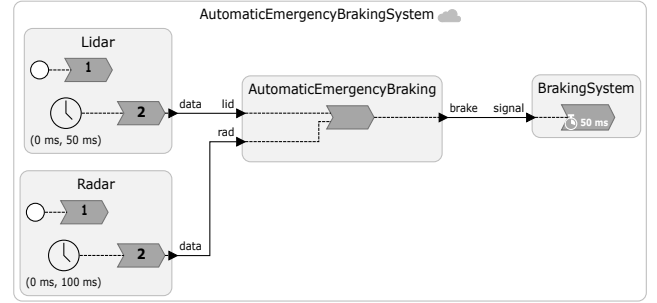 AutomaticEmergencyBrakingSystem
Lidar
1
2
(0 ms, 50 ms)
data
lid
rad
AutomaticEmergencyBraking
brake
signal
BrakingSystem
50 ms
Radar
1
2
(0 ms, 100 ms)
data